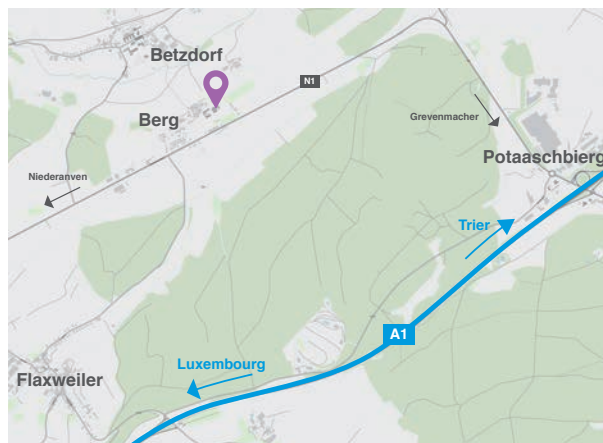 Betzdorf
N1
Berg
Grevenmacher
Potaaschbierg
Niederanven
Trier
A1
Luxembourg
Flaxweiler